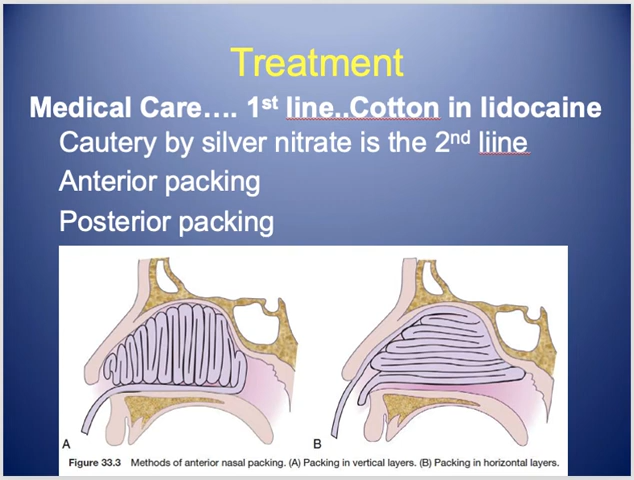 Treatment
Medical Care.... 1st line..Cotton in lidocaine
Cautery by silver nitrate is the 2nd liine
Anterior packing
Posterior packing
A
B
Figure 33.3 Methods of anterior nasal packing. (A) Packing in vertical layers. (B) Packing in horizontal layers.